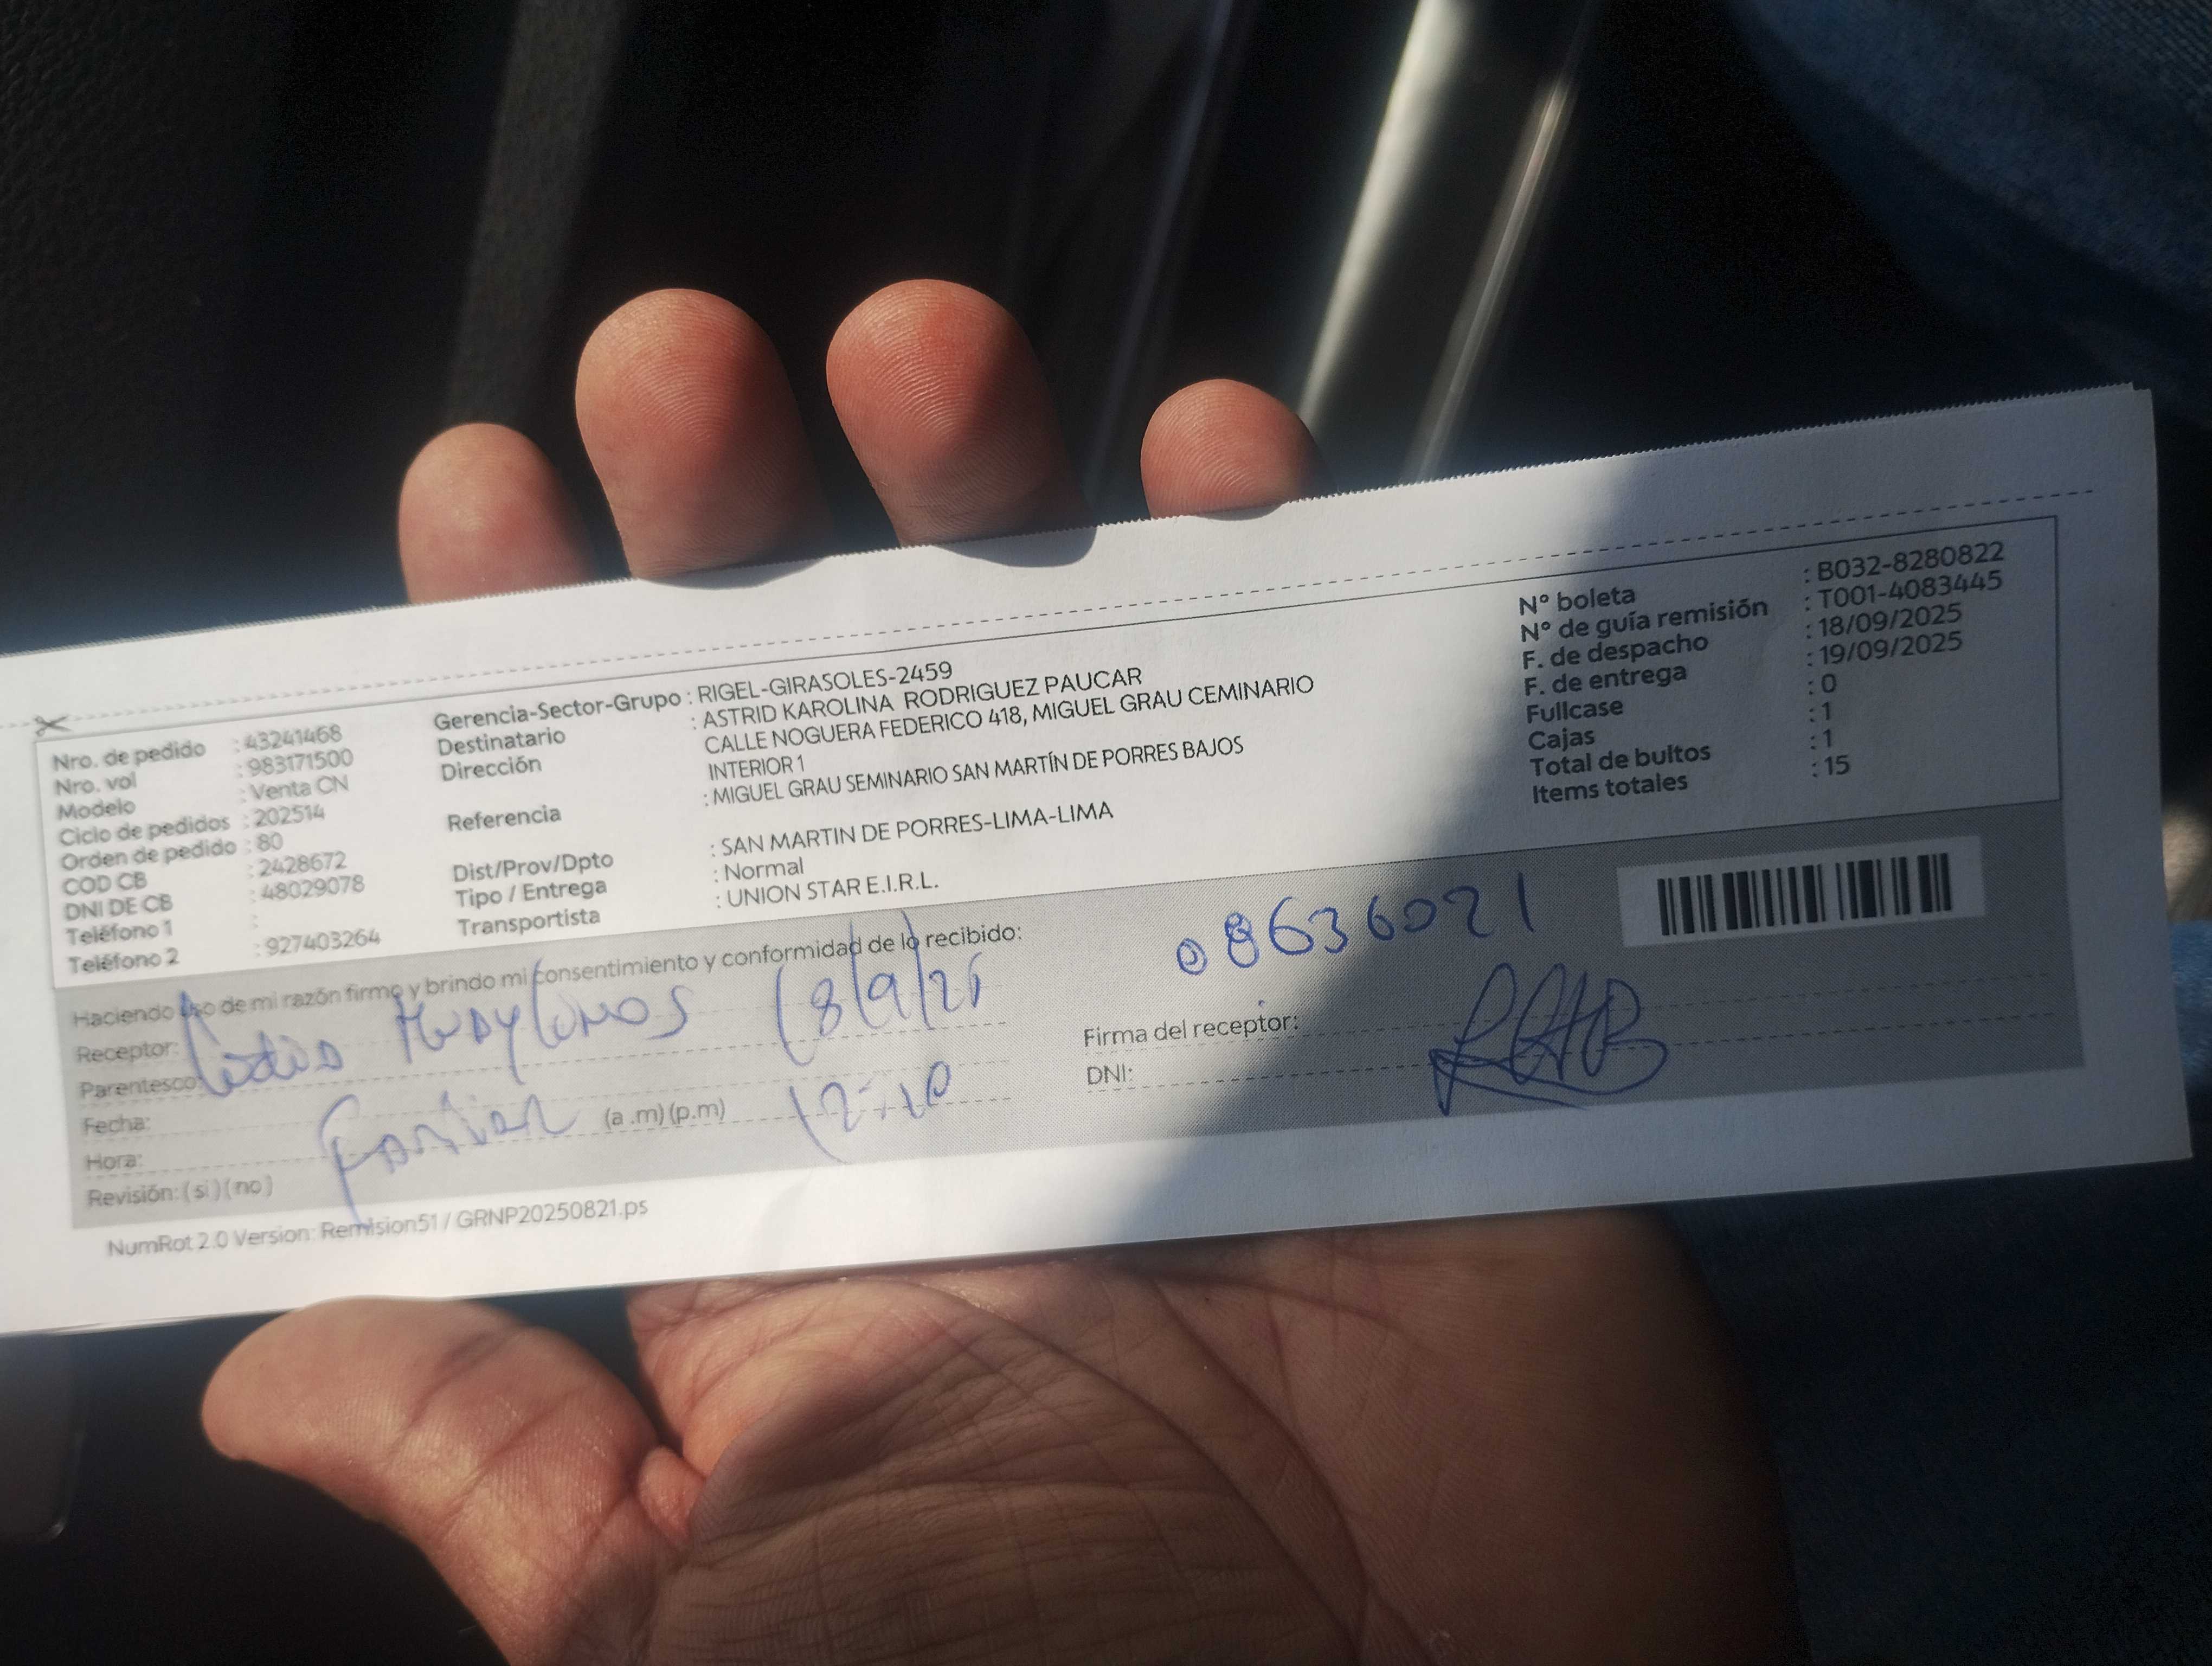 Nro. de pedido : 43241468
Nro. vol : 983171500
Modelo : Venta CN
Ciclo de pedidos : 202514
Orden de pedido : 80
COD CB : 2428672
DNI DE CB : 48029078
Teléfono 1 :
Teléfono 2 : 927403264
Gerencia-Sector-Grupo : RIGEL-GIRASOLES-2459
Destinatario : ASTRID KAROLINA RODRIGUEZ PAUCAR
Dirección CALLE NOGUERA FEDERICO 418, MIGUEL GRAU CEMINARIO
INTERIOR 1
Referencia : MIGUEL GRAU SEMINARIO SAN MARTÍN DE PORRES BAJOS
Dist/Prov/Dpto : SAN MARTIN DE PORRES-LIMA-LIMA
Tipo / Entrega : Normal
Transportista : UNION STAR E.I.R.L.
N° boleta : B032-8280822
N° de guía remisión : T001-4083445
F. de despacho : 18/09/2025
F. de entrega : 19/09/2025
Fullcase : 0
Cajas : 1
Total de bultos : 1
Items totales : 15
Haciendo uso de mi razón firmo y brindo mi consentimiento y conformidad de lo recibido:
Receptor:
18/9/25
Parentesco:
Fecha:
Familiar
Hora: (a .m) (p.m) 12:10
Revisión: ( si ) ( no )
08636021
Firma del receptor:
DNI:
NumRot 2.0 Version: Remision51 / GRNP20250821.ps